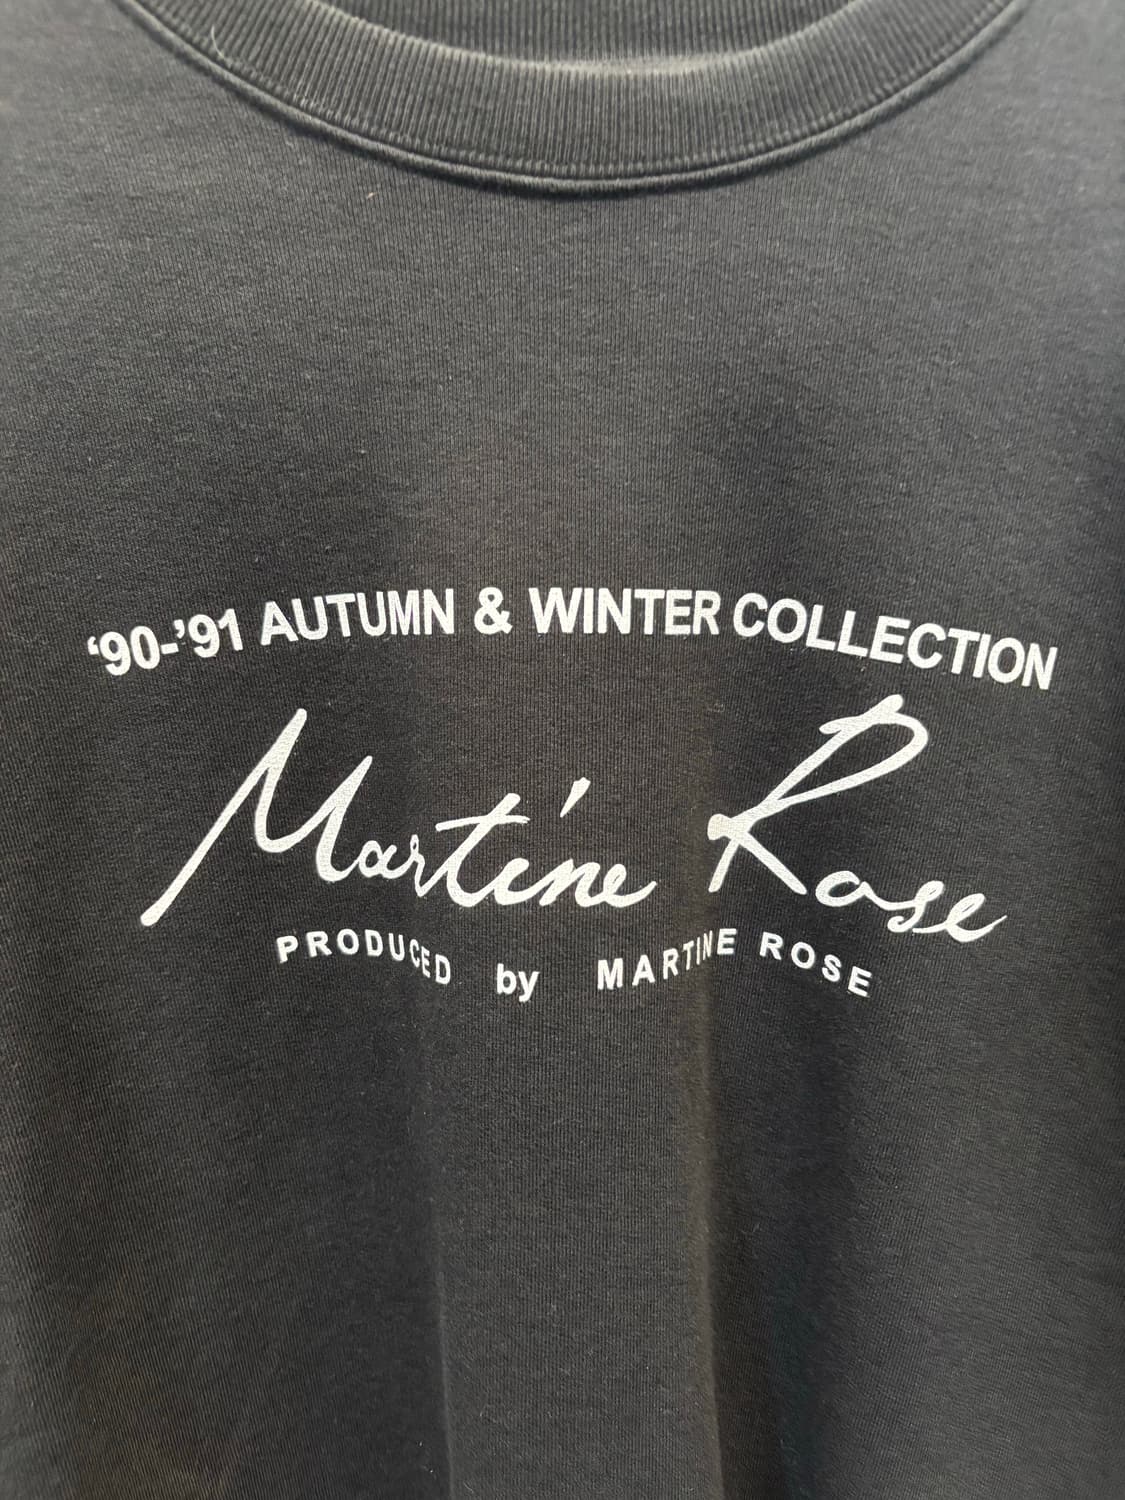 ‘90-’91 AUTUMN & WINTER COLLECTION
Martine Rose
PRODUCED by MARTINE ROSE